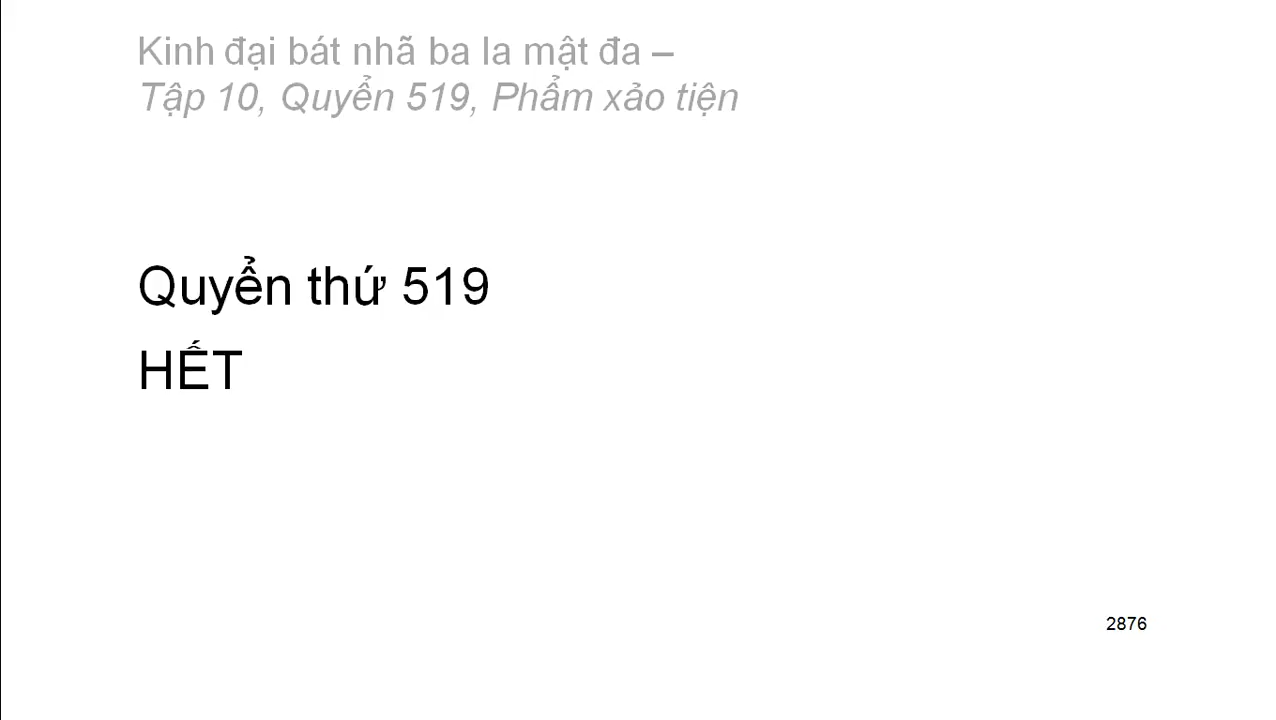 Kinh đại bát nhã ba la mật đa –
Tập 10, Quyển 519, Phẩm xảo tiện
Quyển thứ 519
HẾT
2876